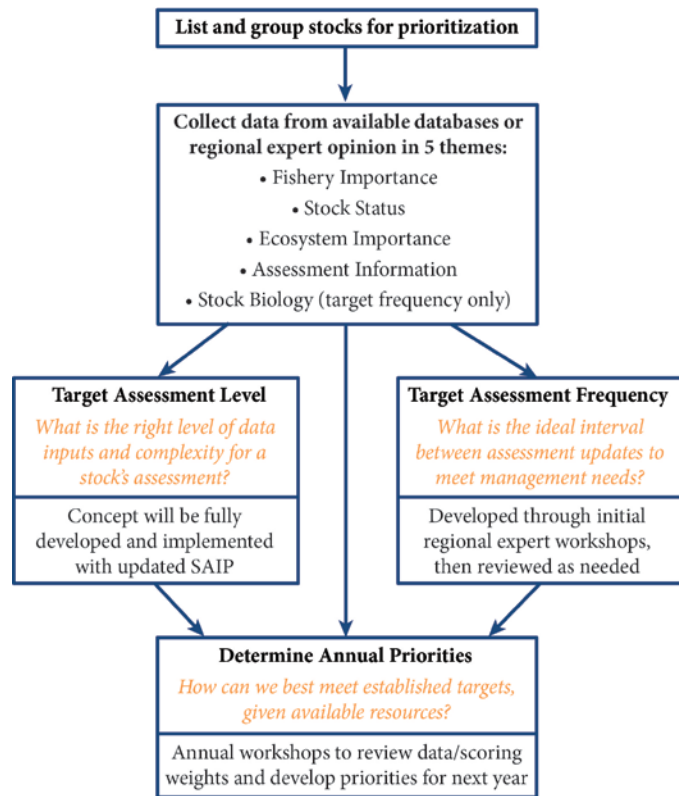 List and group stocks for prioritization
Collect data from available databases or
regional expert opinion in 5 themes:
• Fishery Importance
• Stock Status
• Ecosystem Importance
• Assessment Information
• Stock Biology (target frequency only)
Target Assessment Level
What is the right level of data
inputs and complexity for a
stock's assessment?
Concept will be fully
developed and implemented
with updated SAIP
Target Assessment Frequency
What is the ideal interval
between assessment updates to
meet management needs?
Developed through initial
regional expert workshops,
then reviewed as needed
Determine Annual Priorities
How can we best meet established targets,
given available resources?
Annual workshops to review data/scoring
weights and develop priorities for next year